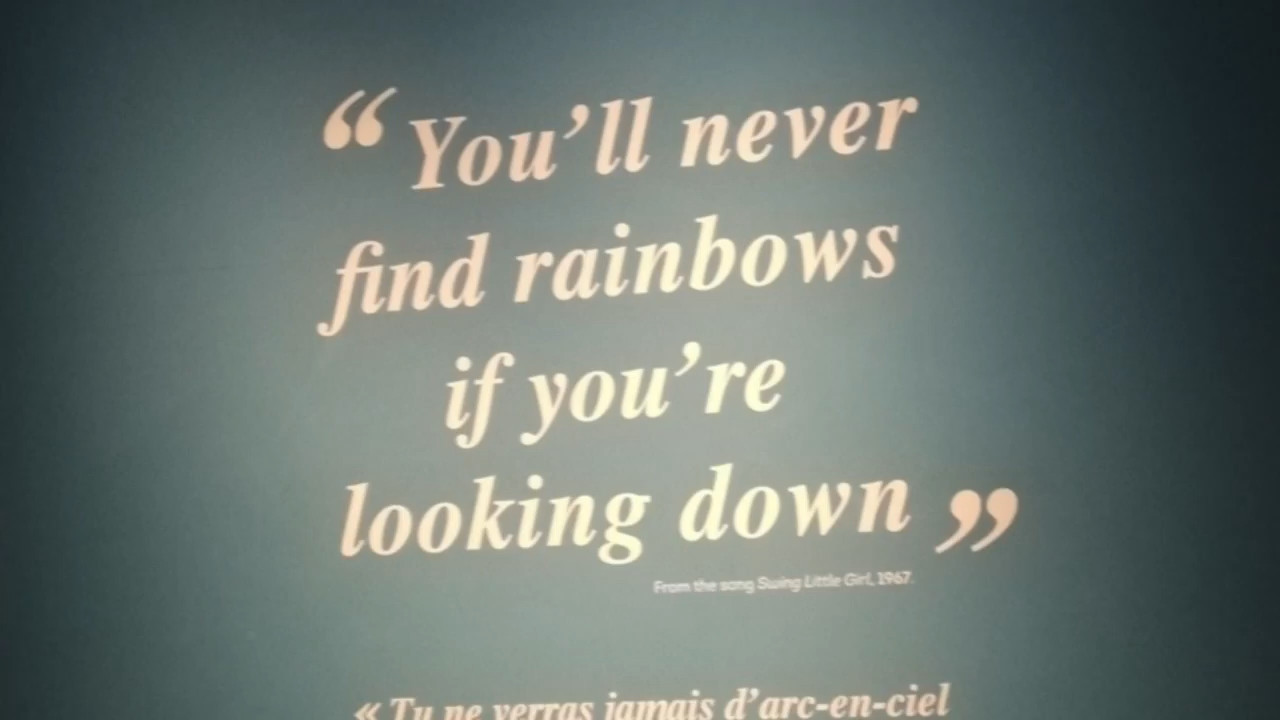 “ You’ll never
find rainbows
if you’re
looking down ”
From the song Swing Little Girl, 1967.
« Tu ne verras jamais d’arc-en-ciel